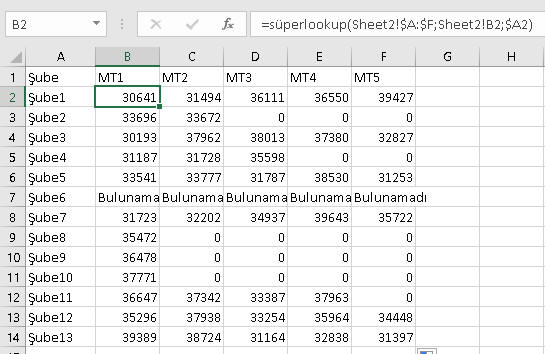 B2 fx =süperlookup(Sheet2!$A:$F;Sheet2!B2;$A2)
A B C D E F G H
1 Şube MT1 MT2 MT3 MT4 MT5
2 Şube1 30641 31494 36111 36550 39427
3 Şube2 33696 33672 0 0 0
4 Şube3 30193 37962 38013 37380 32827
5 Şube4 31187 31728 35598 0 0
6 Şube5 33541 33777 31787 38530 31253
7 Şube6 Bulunama Bulunama Bulunama Bulunama Bulunamadı
8 Şube7 31723 32202 34937 39643 35722
9 Şube8 35472 0 0 0 0
10 Şube9 36478 0 0 0 0
11 Şube10 37771 0 0 0 0
12 Şube11 36647 37342 33387 37963 0
13 Şube12 35296 37938 33254 35964 34448
14 Şube13 39389 38724 31164 32838 31397